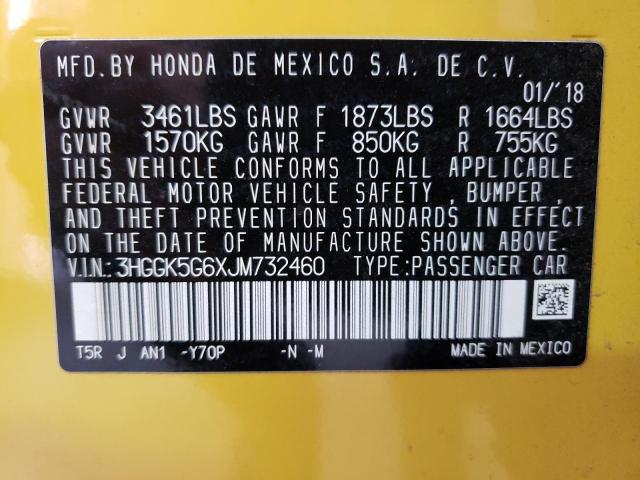 MFD. BY HONDA DE MEXICO S.A. DE C.V.
01/'18
GVWR 3461LBS GAWR F 1873LBS R 1664LBS
GVWR 1570KG GAWR F 850KG R 755KG
THIS VEHICLE CONFORMS TO ALL APPLICABLE
FEDERAL MOTOR VEHICLE SAFETY , BUMPER ,
AND THEFT PREVENTION STANDARDS IN EFFECT
ON THE DATE OF MANUFACTURE SHOWN ABOVE.
V.I.N.: 3HGGK5G6XJM732460 TYPE: PASSENGER CAR
T5R J AN1 -Y70P -N -M MADE IN MEXICO